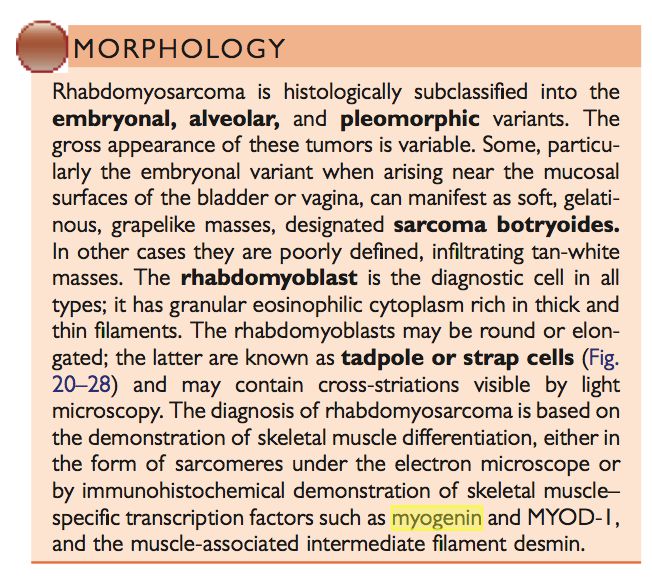 MORPHOLOGY
Rhabdomyosarcoma is histologically subclassified into the
embryonal, alveolar, and pleomorphic variants. The
gross appearance of these tumors is variable. Some, particu-
larly the embryonal variant when arising near the mucosal
surfaces of the bladder or vagina, can manifest as soft, gelati-
nous, grapelike masses, designated sarcoma botryoides.
In other cases they are poorly defined, infiltrating tan-white
masses. The rhabdomyoblast is the diagnostic cell in all
types; it has granular eosinophilic cytoplasm rich in thick and
thin filaments. The rhabdomyoblasts may be round or elon-
gated; the latter are known as tadpole or strap cells (Fig.
20–28) and may contain cross-striations visible by light
microscopy. The diagnosis of rhabdomyosarcoma is based on
the demonstration of skeletal muscle differentiation, either in
the form of sarcomeres under the electron microscope or
by immunohistochemical demonstration of skeletal muscle–
specific transcription factors such as myogenin and MYOD-1,
and the muscle-associated intermediate filament desmin.